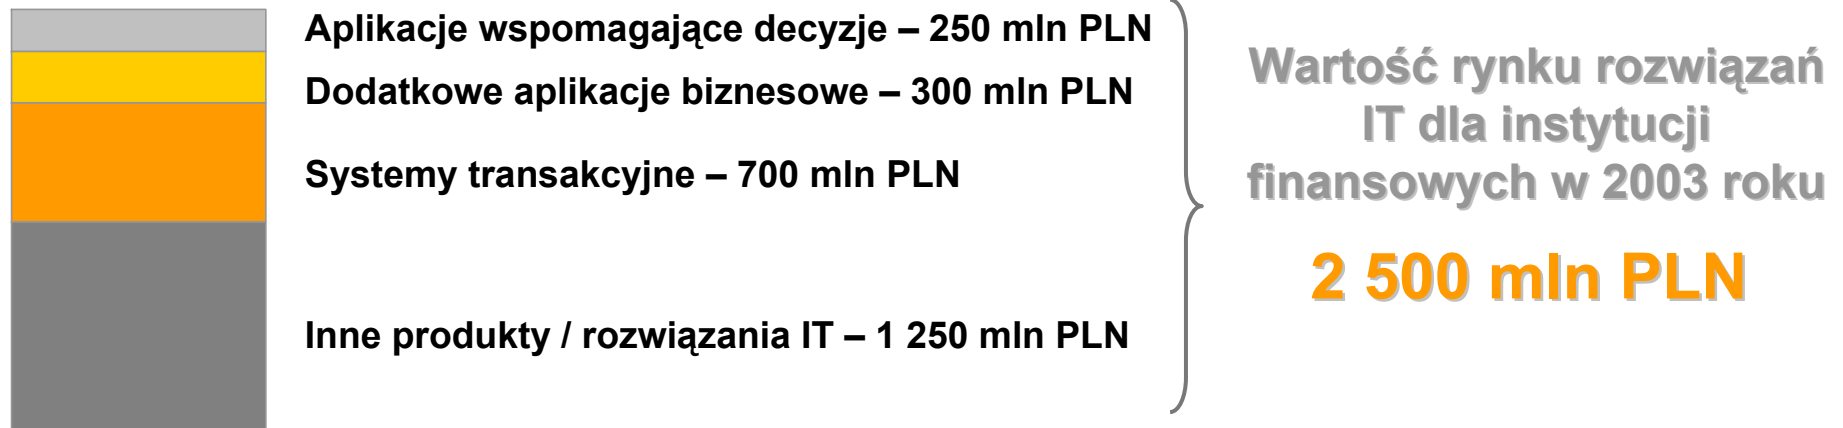 Aplikacje wspomagające decyzje – 250 mln PLN
Dodatkowe aplikacje biznesowe – 300 mln PLN
Systemy transakcyjne – 700 mln PLN
Inne produkty / rozwiązania IT – 1 250 mln PLN
Wartość rynku rozwiązań
IT dla instytucji
finansowych w 2003 roku
2 500 mln PLN